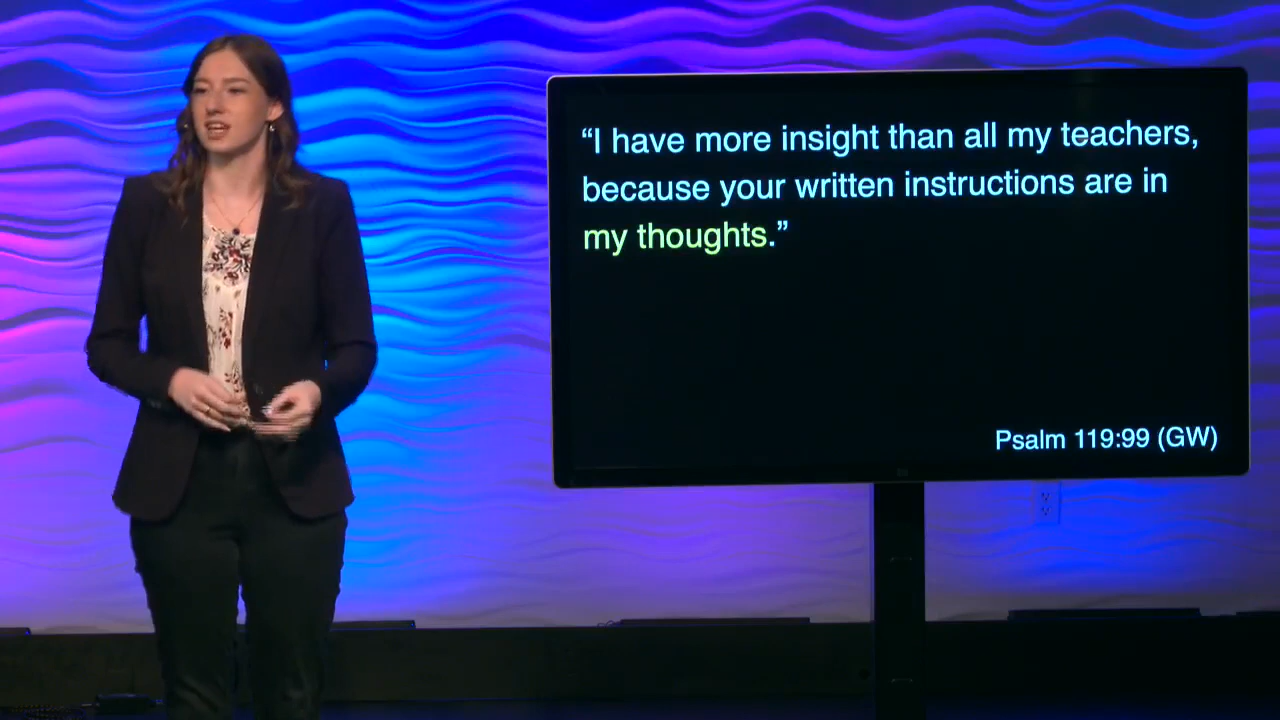 “I have more insight than all my teachers,
because your written instructions are in
my thoughts.”
Psalm 119:99 (GW)